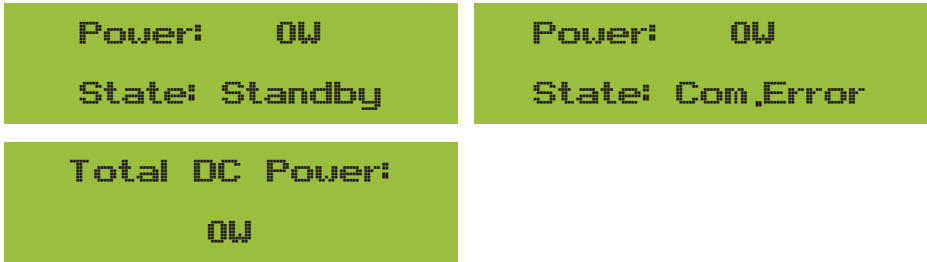 Power: 0W
State: Standby
Power: 0W
State: Com.Error
Total DC Power:
0W